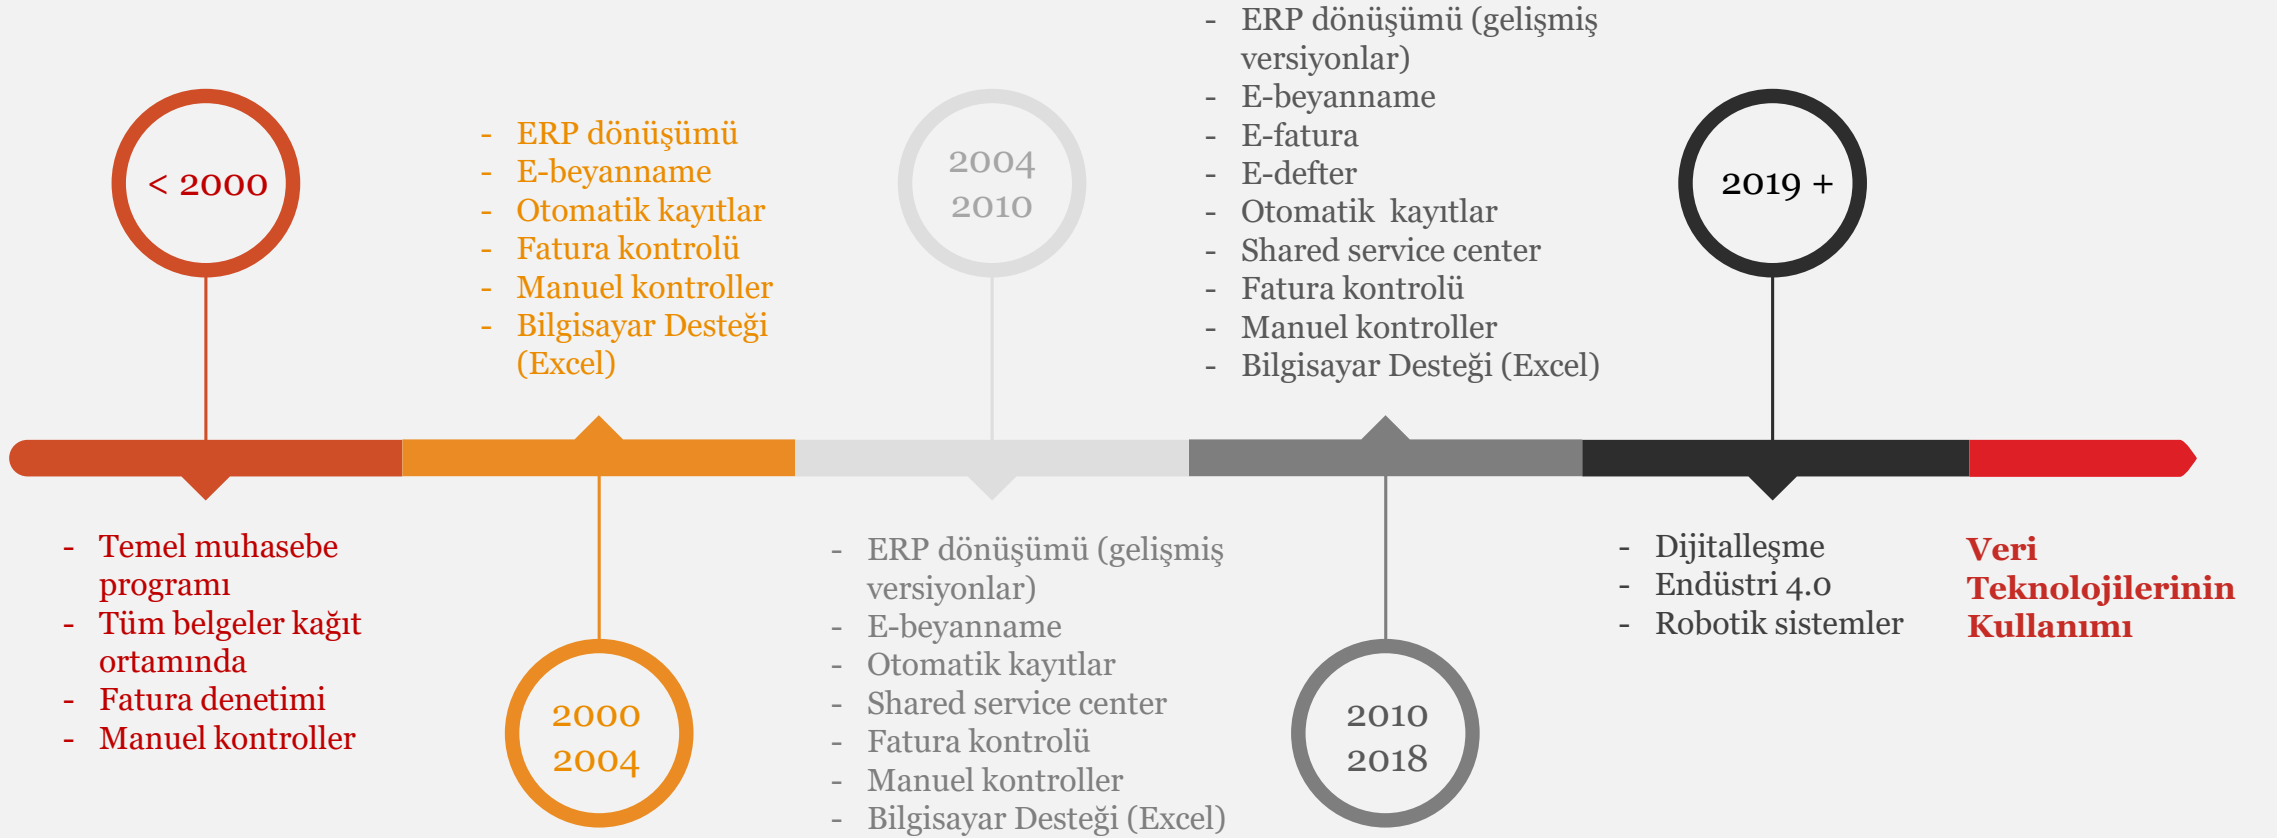 < 2000
- Temel muhasebe
programı
- Tüm belgeler kağıt
ortamında
- Fatura denetimi
- Manuel kontroller
- ERP dönüşümü
- E-beyanname
- Otomatik kayıtlar
- Fatura kontrolü
- Manuel kontroller
- Bilgisayar Desteği
(Excel)
2000
2004
2004
2010
- ERP dönüşümü (gelişmiş
versiyonlar)
- E-beyanname
- Otomatik kayıtlar
- Shared service center
- Fatura kontrolü
- Manuel kontroller
- Bilgisayar Desteği (Excel)
- ERP dönüşümü (gelişmiş
versiyonlar)
- E-beyanname
- E-fatura
- E-defter
- Otomatik  kayıtlar
- Shared service center
- Fatura kontrolü
- Manuel kontroller
- Bilgisayar Desteği (Excel)
2010
2018
2019 +
- Dijitalleşme
- Endüstri 4.0
- Robotik sistemler
Veri
Teknolojilerinin
Kullanımı